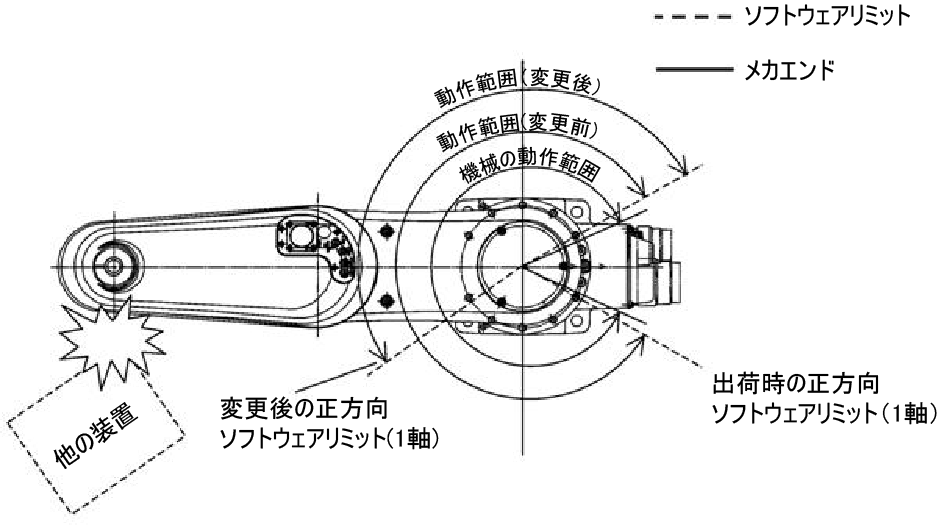 ソフトウェアリミット
メカエンド
動作範囲(変更後)
動作範囲(変更前)
機械の動作範囲
出荷時の正方向
ソフトウェアリミット(1軸)
変更後の正方向
ソフトウェアリミット(1軸)
他の装置